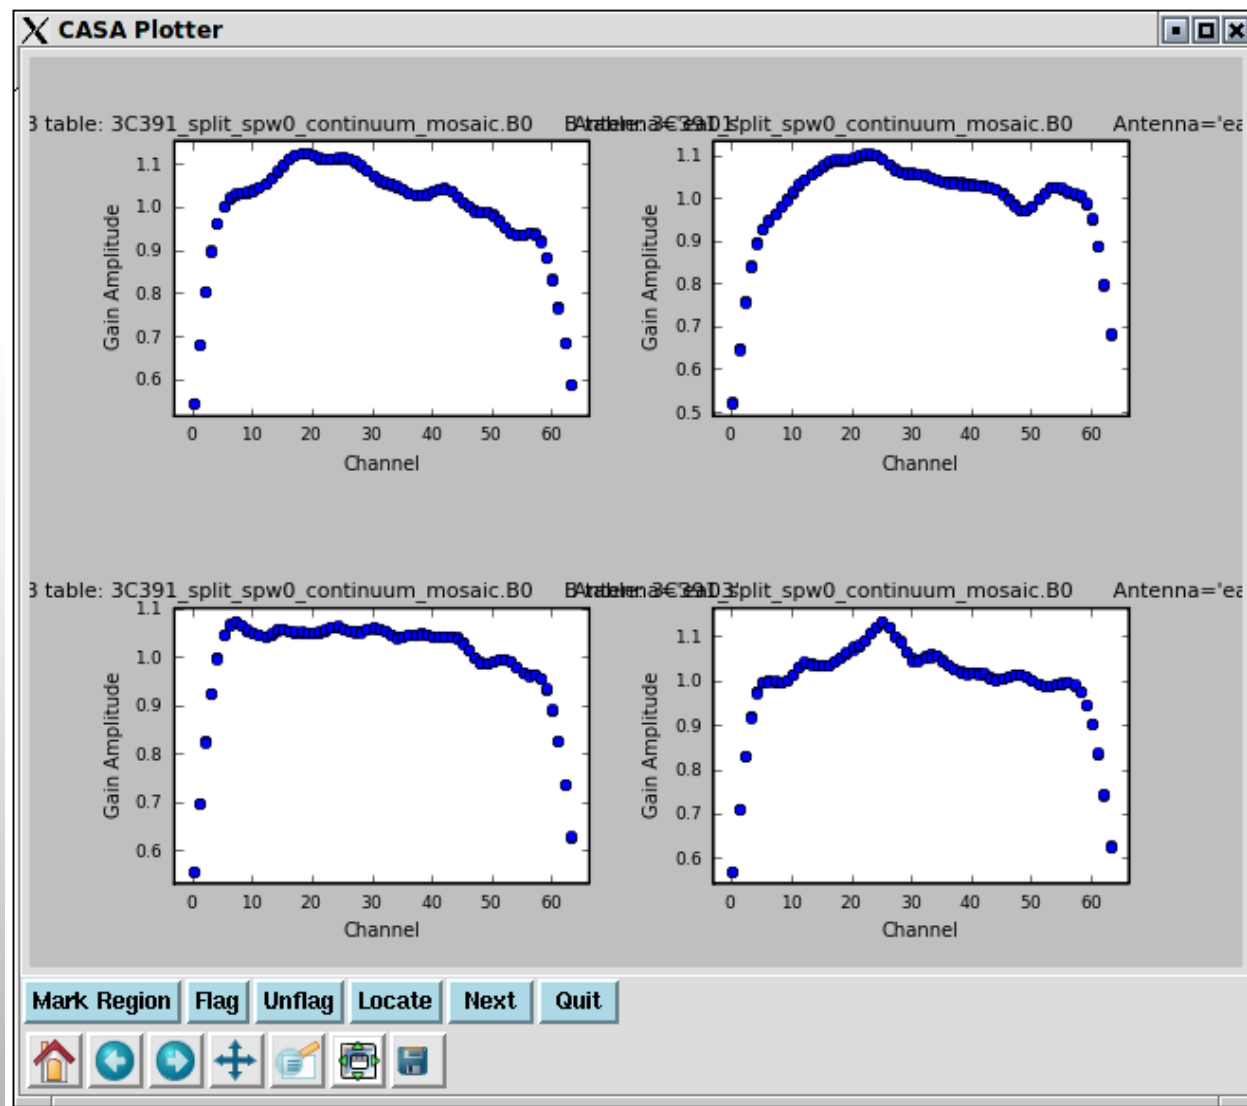 CASA Plotter
3 table: 3C391_split_spw0_continuum_mosaic.B0
split_spw0_continuum_mosaic.B0 Antenna='ea
1.1
1.0
0.9
0.8
0.7
0.6
Gain Amplitude
0 10 20 30 40 50 60
Channel
1.1
1.0
0.9
0.8
0.7
0.6
0.5
Gain Amplitude
0 10 20 30 40 50 60
Channel
3 table: 3C391_split_spw0_continuum_mosaic.B0
split_spw0_continuum_mosaic.B0 Antenna='ea
1.1
1.0
0.9
0.8
0.7
0.6
Gain Amplitude
0 10 20 30 40 50 60
Channel
1.1
1.0
0.9
0.8
0.7
0.6
Gain Amplitude
0 10 20 30 40 50 60
Channel
Mark Region Flag Unflag Locate Next Quit